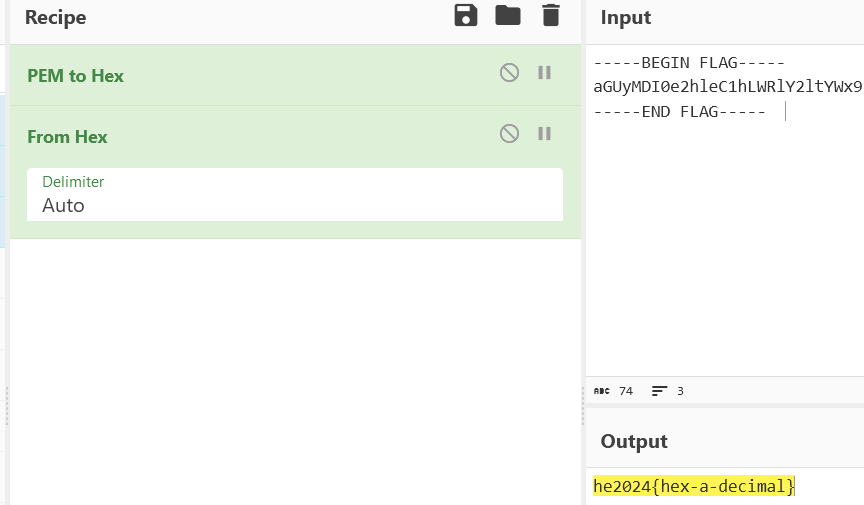 Recipe
PEM to Hex
From Hex
Delimiter
Auto
Input
-----BEGIN FLAG-----
aGUyMDI0e2hleC1hLWRlY2ltYWx9
-----END FLAG-----
ABC 74 3
Output
he2024{hex-a-decimal}